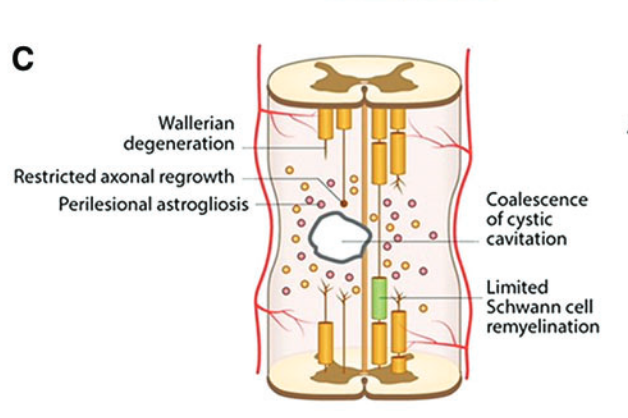 C
Wallerian
degeneration
Restricted axonal regrowth
Perilesional astrogliosis
Coalescence
of cystic
cavitation
Limited
Schwann cell
remyelination